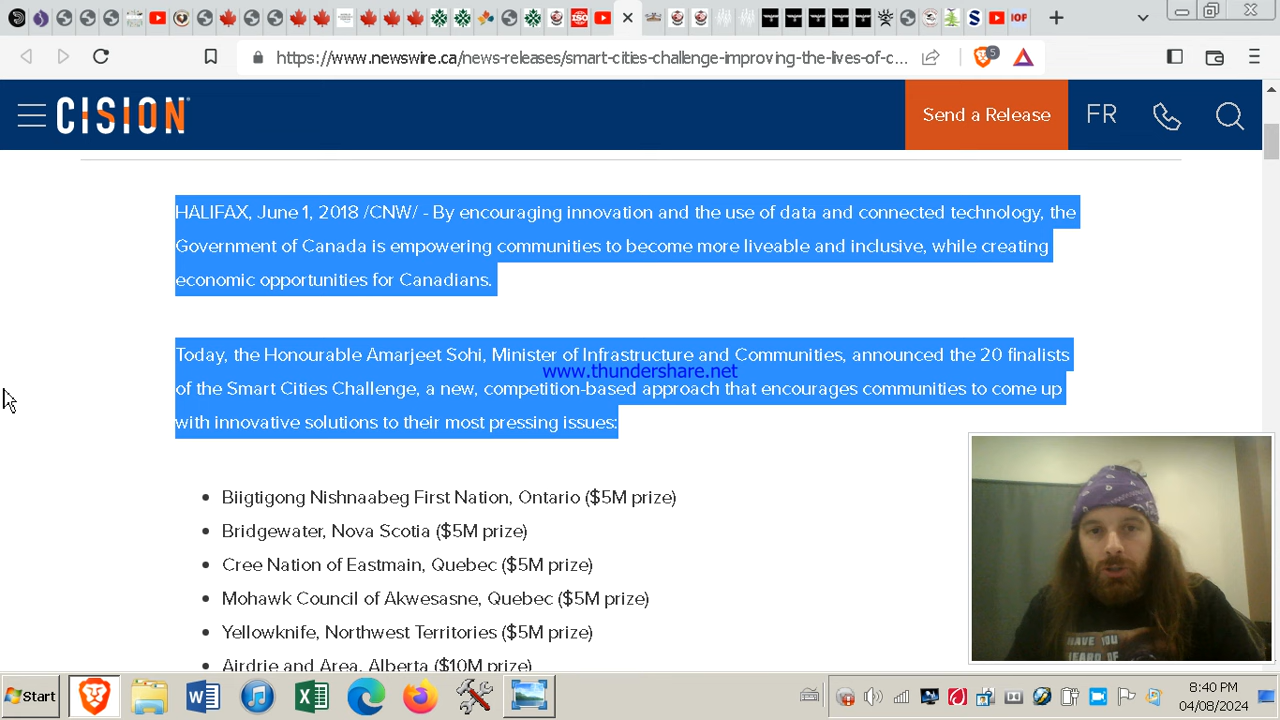 IOF
https://www.newswire.ca/news-releases/smart-cities-challenge-improving-the-lives-of-c...
5
CISION
Send a Release
FR
HALIFAX, June 1, 2018 /CNW/ - By encouraging innovation and the use of data and connected technology, the
Government of Canada is empowering communities to become more liveable and inclusive, while creating
economic opportunities for Canadians.
Today, the Honourable Amarjeet Sohi, Minister of Infrastructure and Communities, announced the 20 finalists
www.thundershare.net
of the Smart Cities Challenge, a new, competition-based approach that encourages communities to come up
with innovative solutions to their most pressing issues:
• Biigtigong Nishnaabeg First Nation, Ontario ($5M prize)
• Bridgewater, Nova Scotia ($5M prize)
• Cree Nation of Eastmain, Quebec ($5M prize)
• Mohawk Council of Akwesasne, Quebec ($5M prize)
• Yellowknife, Northwest Territories ($5M prize)
• Airdrie and Area, Alberta ($10M prize)
HAVE YOU
HEARD OF
Start
8:40 PM
04/08/2024